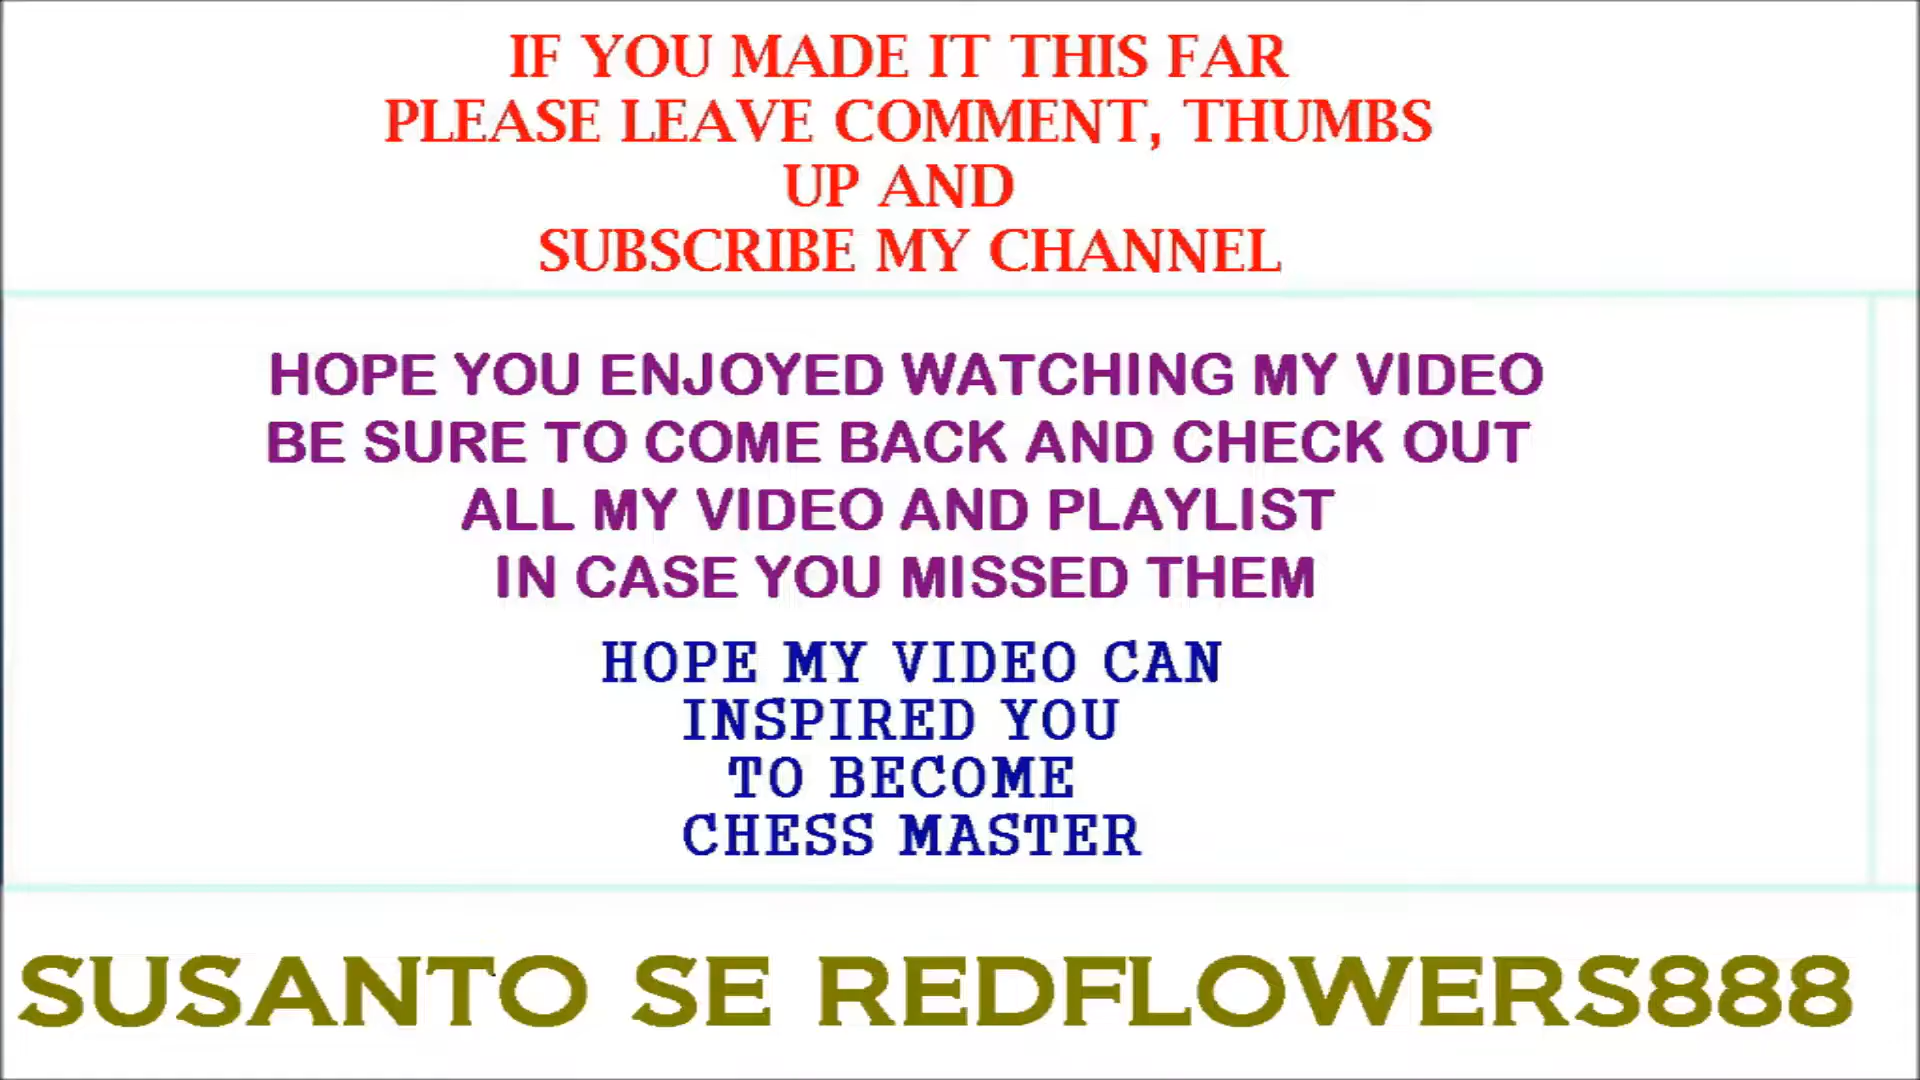 IF YOU MADE IT THIS FAR
PLEASE LEAVE COMMENT, THUMBS
UP AND
SUBSCRIBE MY CHANNEL
HOPE YOU ENJOYED WATCHING MY VIDEO
BE SURE TO COME BACK AND CHECK OUT
ALL MY VIDEO AND PLAYLIST
IN CASE YOU MISSED THEM
HOPE MY VIDEO CAN
INSPIRED YOU
TO BECOME
CHESS MASTER
SUSANTO SE REDFLOWERS888